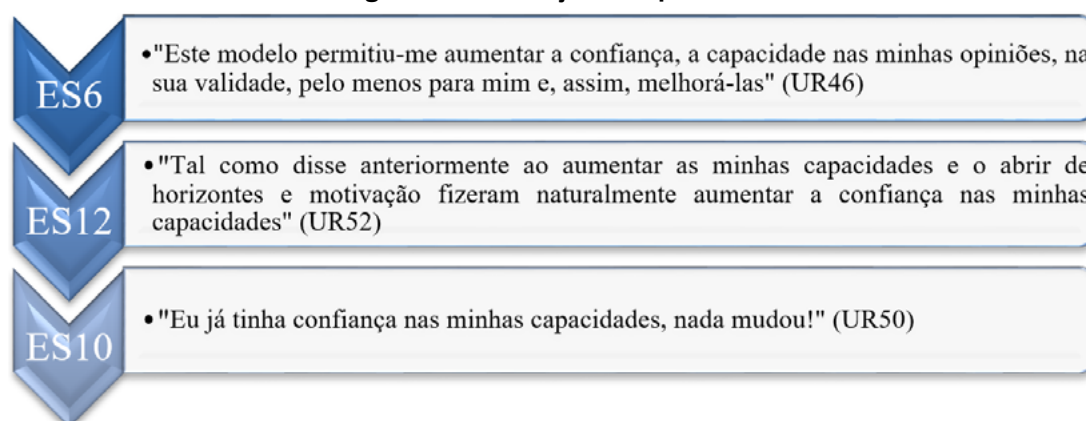 ES6
•"Este modelo permitiu-me aumentar a confiança, a capacidade nas minhas opiniões, na
sua validade, pelo menos para mim e, assim, melhorá-las" (UR46)
ES12
•"Tal como disse anteriormente ao aumentar as minhas capacidades e o abrir de
horizontes e motivação fizeram naturalmente aumentar a confiança nas minhas
capacidades" (UR52)
ES10
•"Eu já tinha confiança nas minhas capacidades, nada mudou!" (UR50)